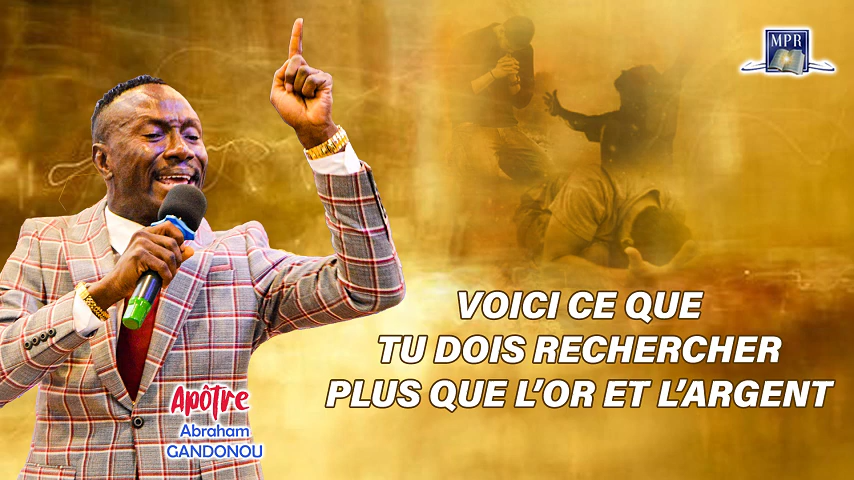 MPR
VOICI CE QUE
TU DOIS RECHERCHER
PLUS QUE L'OR ET L'ARGENT
APÔTRE
Abraham
GANDONOU